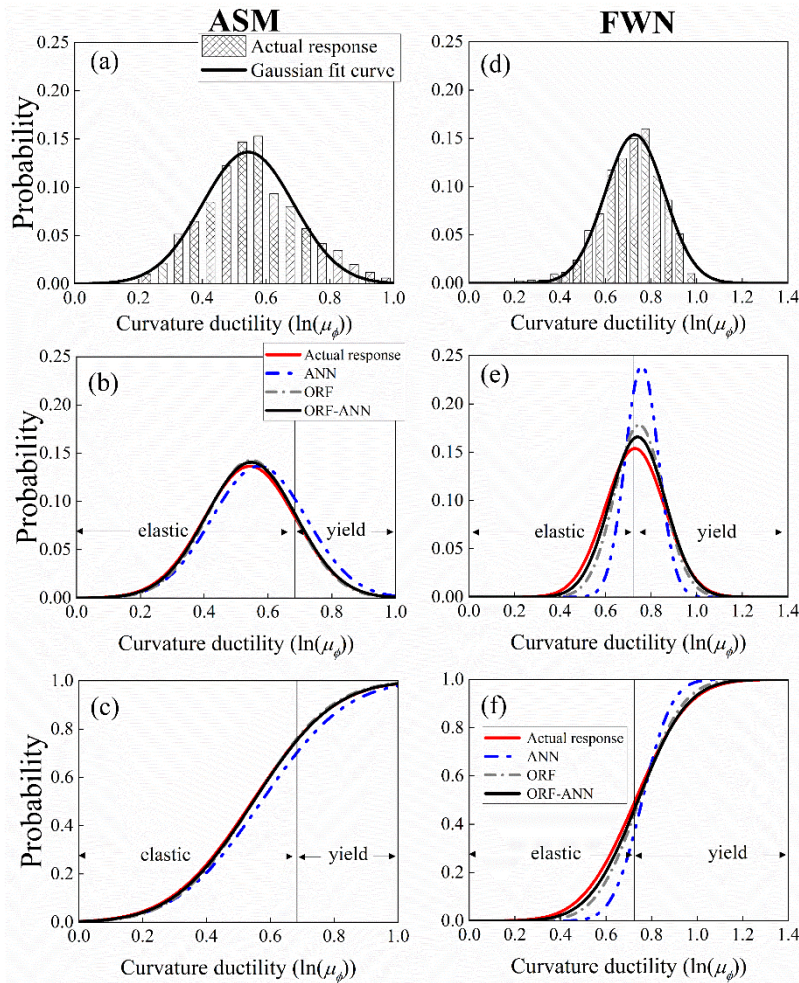 ASM
(a)
Actual response
Gaussian fit curve
Probability
0.25
0.20
0.15
0.10
0.05
0.00
0.0 0.2 0.4 0.6 0.8 1.0
Curvature ductility (ln(μϕ))
FWN
(d)
0.25
0.20
0.15
0.10
0.05
0.00
0.0 0.2 0.4 0.6 0.8 1.0 1.2 1.4
Curvature ductility (ln(μϕ))
(b)
Actual response
ANN
ORF
ORF-ANN
Probability
0.25
0.20
0.15
0.10
0.05
0.00
elastic yield
0.0 0.2 0.4 0.6 0.8 1.0
Curvature ductility (ln(μϕ))
(e)
0.25
0.20
0.15
0.10
0.05
0.00
elastic yield
0.0 0.2 0.4 0.6 0.8 1.0 1.2 1.4
Curvature ductility (ln(μϕ))
(c)
Probability
1.0
0.8
0.6
0.4
0.2
0.0
elastic yield
0.0 0.2 0.4 0.6 0.8 1.0
Curvature ductility (ln(μϕ))
(f)
Actual response
ANN
ORF
ORF-ANN
1.0
0.8
0.6
0.4
0.2
0.0
elastic yield
0.0 0.2 0.4 0.6 0.8 1.0 1.2 1.4
Curvature ductility (ln(μϕ))